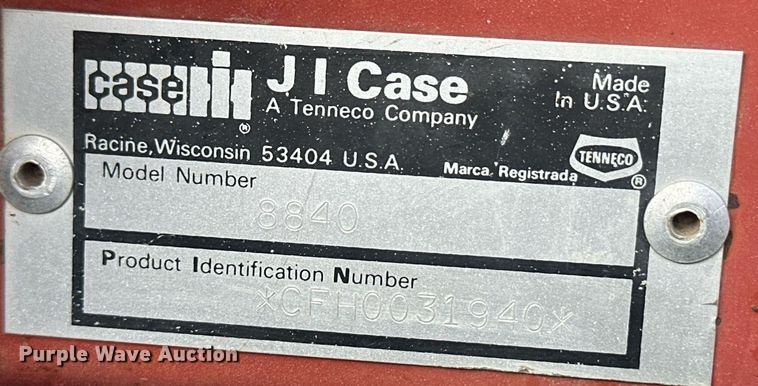 case IH ®
J I Case
A Tenneco Company
Made
In U.S.A.
Racine, Wisconsin 53404 U.S.A.
Marca Registrada
TENNECO ®
Model Number
8840
Product Identification Number
*CFH0031940*
Purple Wave Auction